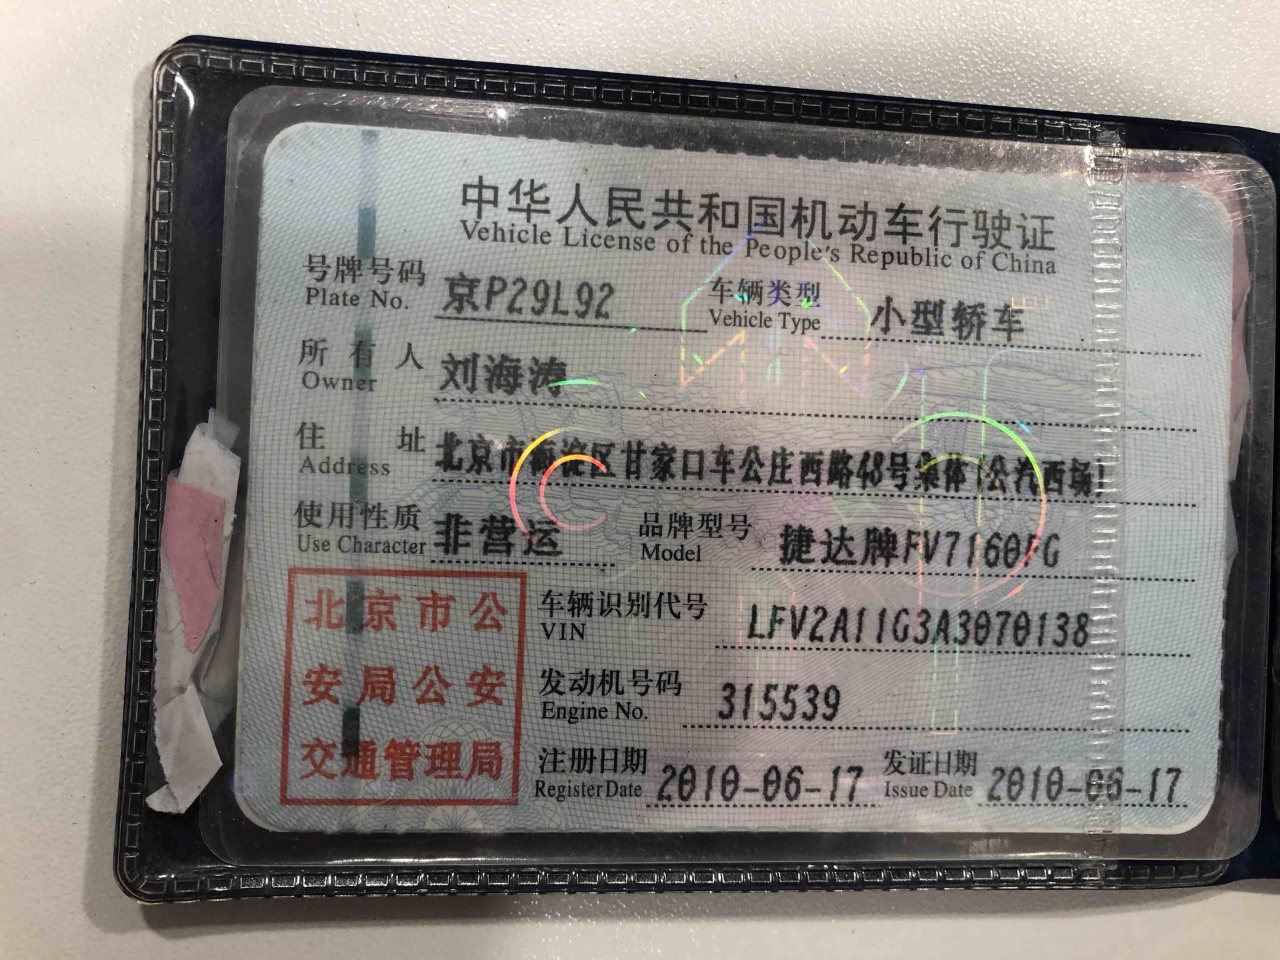 中华人民共和国机动车行驶证
Vehicle License of the People's Republic of China
号牌号码 京P29L92 车辆类型 小型轿车
Plate No. Vehicle Type
所有人 刘海涛
Owner
住址 北京市海淀区甘家口车公庄西路48号集体(公汽西场)
Address
使用性质 非营运 品牌型号 捷达牌FV7160FG
Use Character Model
北京市公
安局公安
交通管理局
车辆识别代号 LFV2A11G3A3070138
VIN
发动机号码 315539
Engine No.
注册日期 2010-06-17 发证日期 2010-06-17
Register Date Issue Date